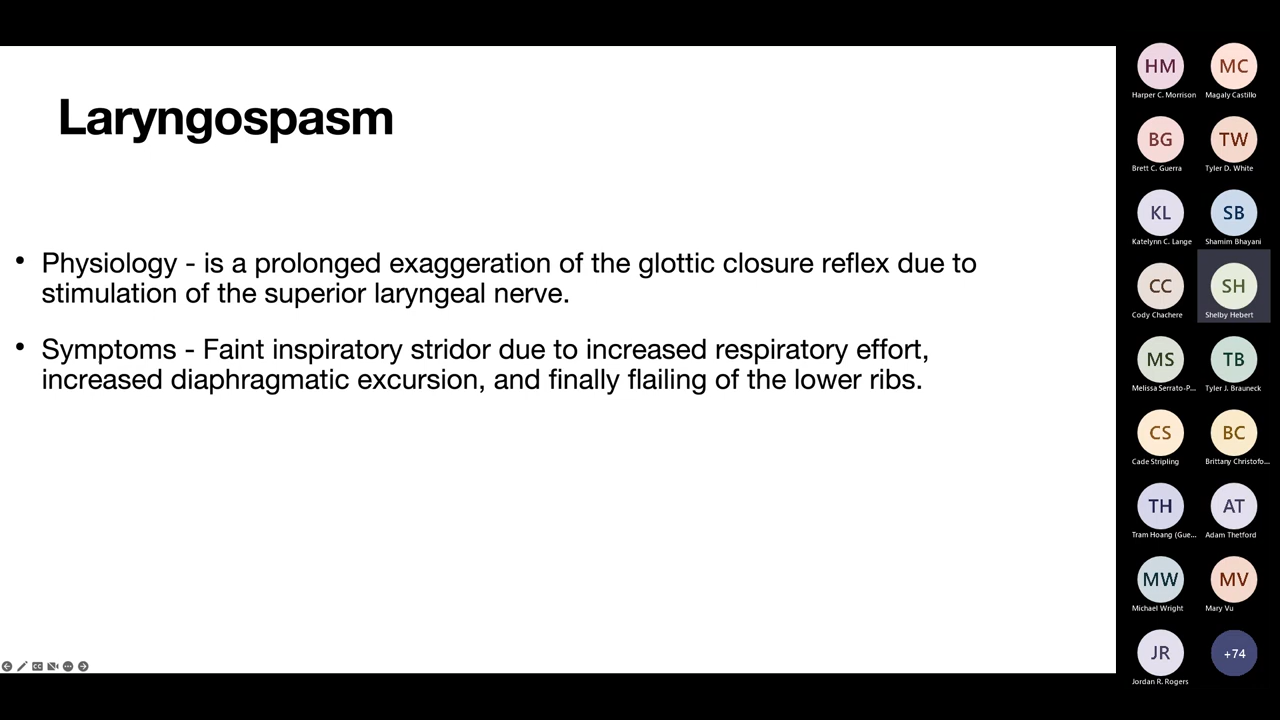 Laryngospasm
• Physiology - is a prolonged exaggeration of the glottic closure reflex due to
stimulation of the superior laryngeal nerve.
• Symptoms - Faint inspiratory stridor due to increased respiratory effort,
increased diaphragmatic excursion, and finally flailing of the lower ribs.
HM MC
Harper C. Morrison Magaly Castillo
BG TW
Brett C. Guerra Tyler D. White
KL SB
Katelynn C. Lange Shamim Bhayani
CC SH
Cody Chachere Shelby Hebert
MS TB
Melissa Serrato-P... Tyler J. Brauneck
CS BC
Cade Stripling Brittany Christofo...
TH AT
Tram Hoang (Gue... Adam Thetford
MW MV
Michael Wright Mary Vu
JR +74
Jordan R. Rogers